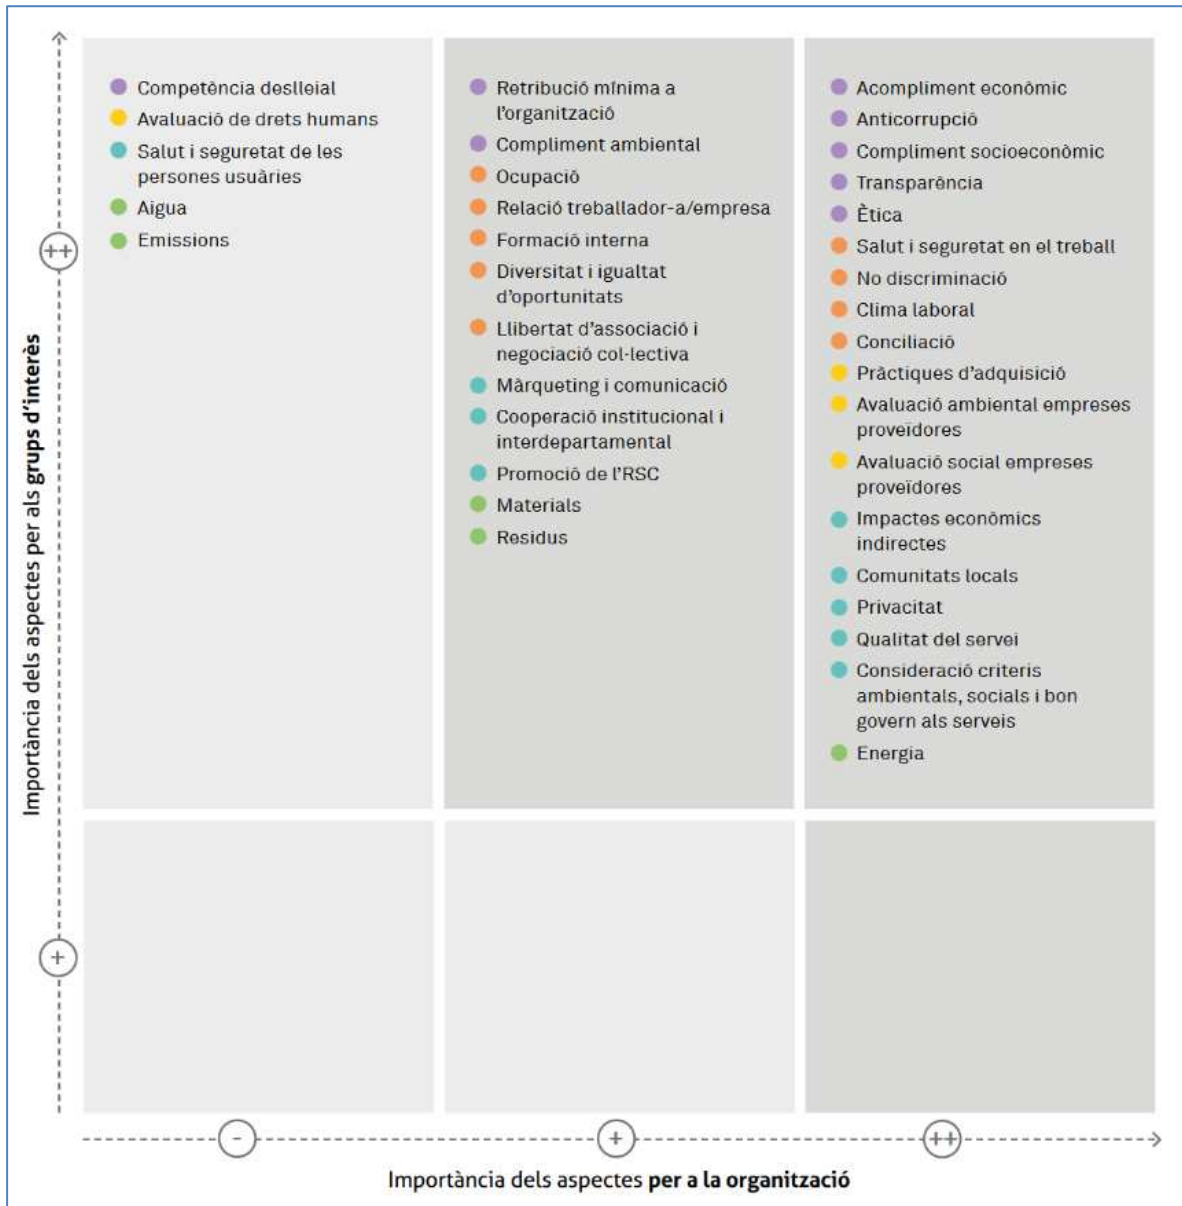 Competència deslleial
Avaluació de drets humans
Salut i seguretat de les
persones usuàries
Aigua
Emissions
Retribució mínima a
l'organització
Compliment ambiental
Ocupació
Relació treballador-a/empresa
Formació interna
Diversitat i igualtat
d'oportunitats
Llibertat d'associació i
negociació col·lectiva
Màrqueting i comunicació
Cooperació institucional i
interdepartamental
Promoció de l'RSC
Materials
Residus
Acompliment econòmic
Anticorrupció
Compliment socioeconòmic
Transparència
Ètica
Salut i seguretat en el treball
No discriminació
Clima laboral
Conciliació
Pràctiques d'adquisició
Avaluació ambiental empreses
proveïdores
Avaluació social empreses
proveïdores
Impactes econòmics
indirectes
Comunitats locals
Privacitat
Qualitat del servei
Consideració criteris
ambientals, socials i bon
govern als serveis
Energia
Importància dels aspectes per als grups d'interès
++
+
-
+
++
Importància dels aspectes per a la organització